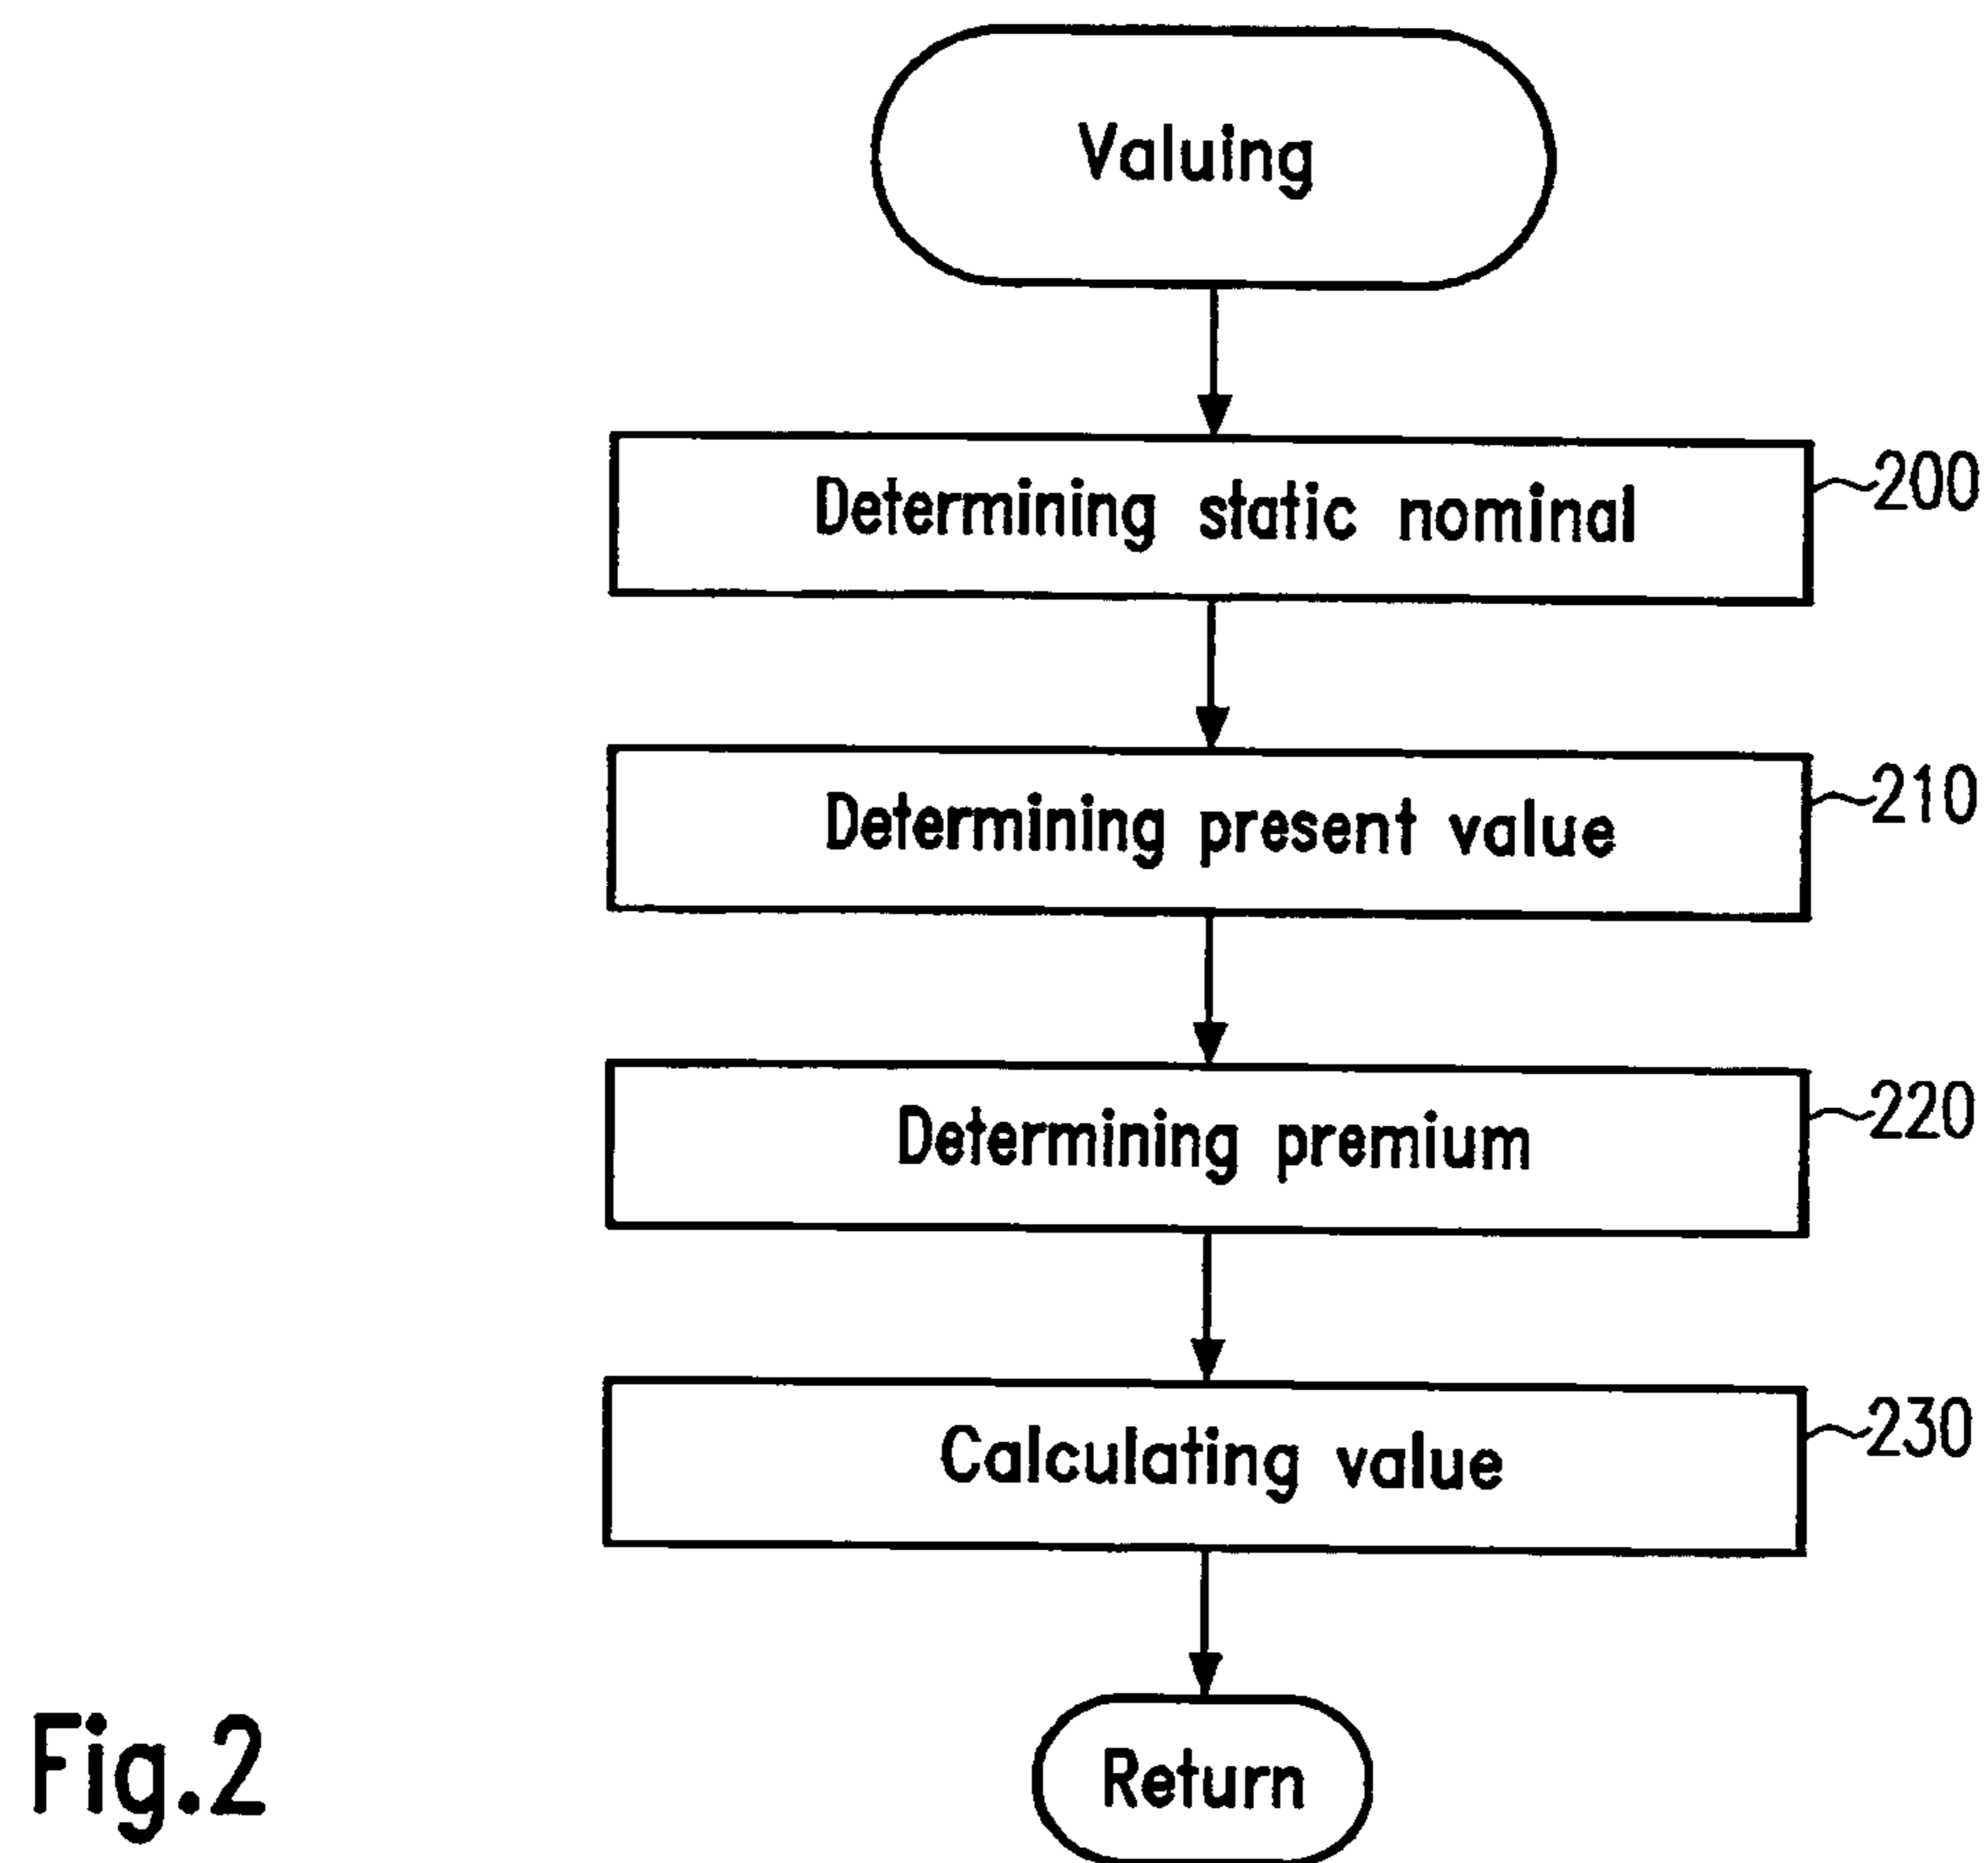 Valuing
Determining static nominal
200
Determining present value
210
Determining premium
220
Calculating value
230
Return
Fig.2